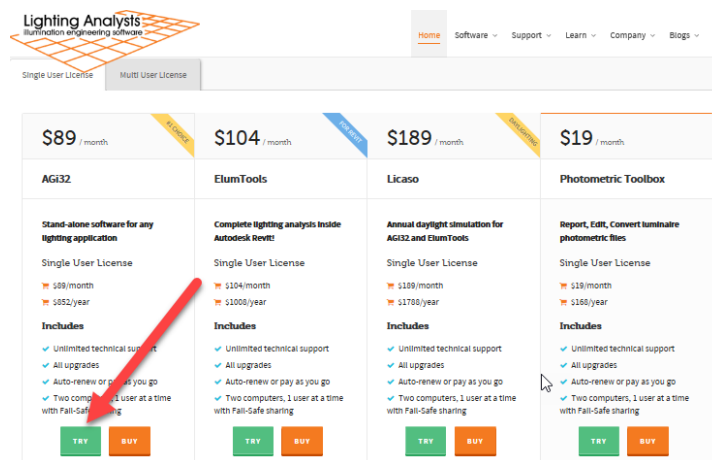 Lighting Analysts
illumination engineering software
Home Software Support Learn Company Blogs
Single User License Multi User License
$89 / month
#1 CHOICE
AGi32
Stand-alone software for any
lighting application
Single User License
$89/month
$852/year
Includes
Unlimited technical support
All upgrades
Auto-renew or pay as you go
Two computers, 1 user at a time
with Fail-Safe sharing
TRY BUY
$104 / month
FOR REVIT
ElumTools
Complete lighting analysis inside
Autodesk Revit!
Single User License
$104/month
$1008/year
Includes
Unlimited technical support
All upgrades
Auto-renew or pay as you go
Two computers, 1 user at a time
with Fail-Safe sharing
TRY BUY
$189 / month
DAYLIGHTING
Licaso
Annual daylight simulation for
AGi32 and ElumTools
Single User License
$189/month
$1788/year
Includes
Unlimited technical support
All upgrades
Auto-renew or pay as you go
Two computers, 1 user at a time
with Fail-Safe sharing
TRY BUY
$19 / month
Photometric Toolbox
Report, Edit, Convert luminaire
photometric files
Single User License
$19/month
$168/year
Includes
Unlimited technical support
All upgrades
Auto-renew or pay as you go
Two computers, 1 user at a time
with Fail-Safe sharing
TRY BUY